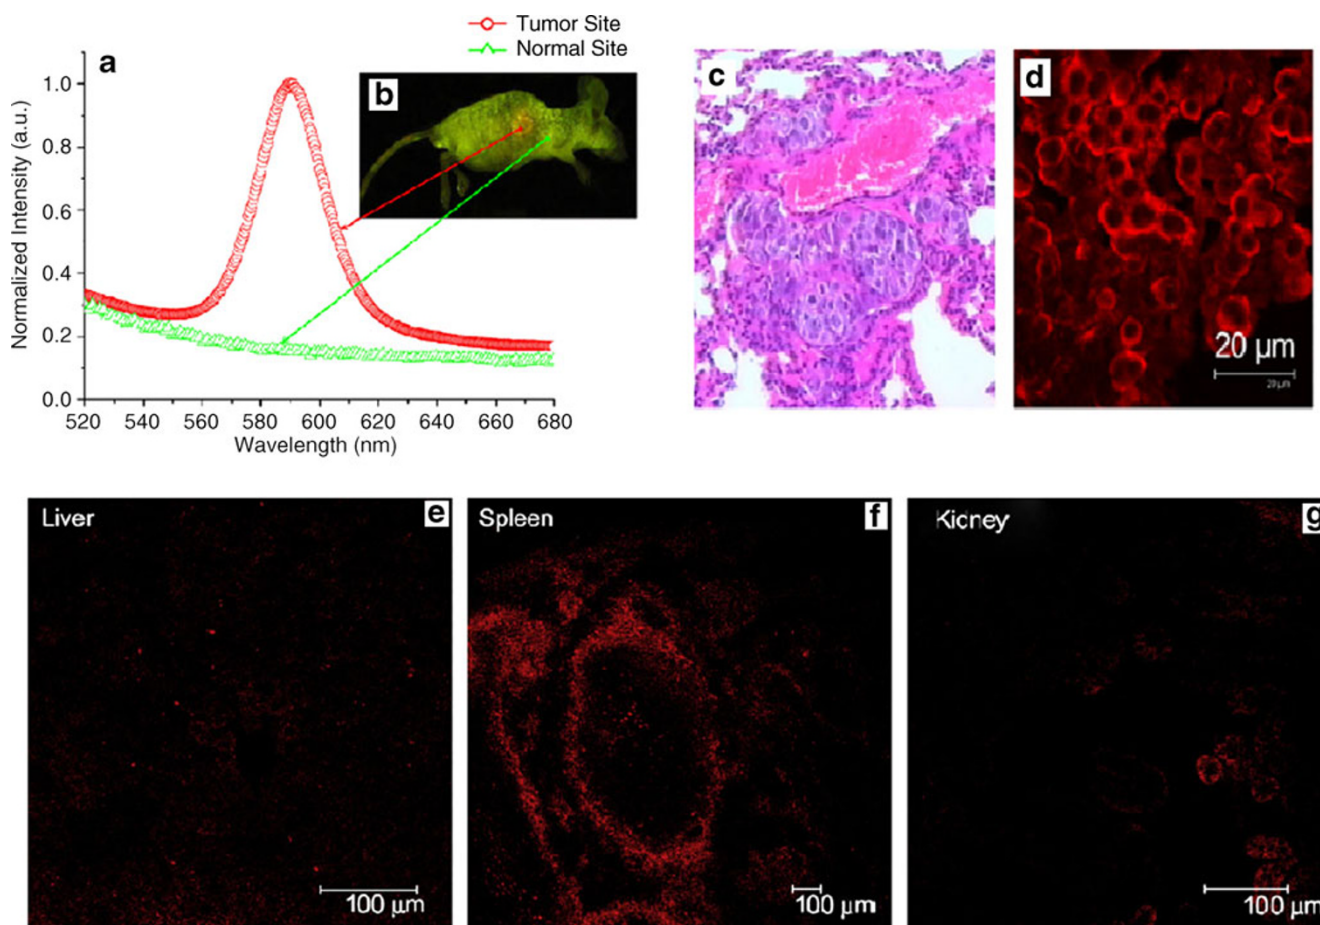 Tumor Site
Normal Site
a
b
c
d
Normalized Intensity (a.u.)
1.0
0.8
0.6
0.4
0.2
0.0
520 540 560 580 600 620 640 660 680
Wavelength (nm)
20 μm
20 μm
Liver
e
Spleen
f
Kidney
g
100 μm
100 μm
100 μm